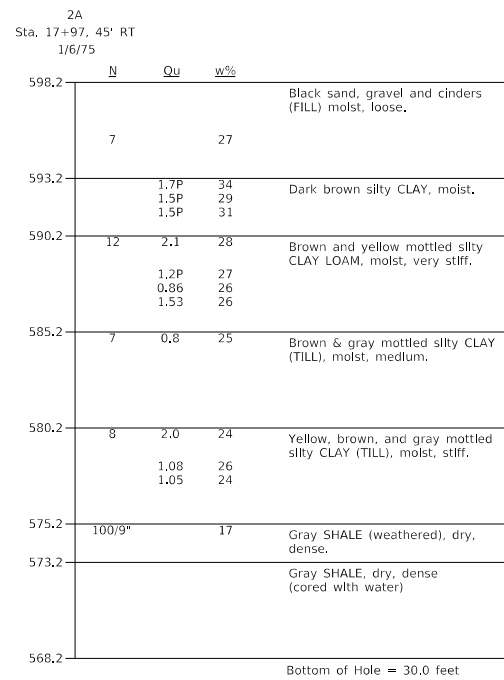 2A
Sta. 17+97, 45' RT
1/6/75
N Qu w%
598.2
Black sand, gravel and cinders
(FILL) moist, loose.
7 27
593.2
1.7P 34
Dark brown silty CLAY, moist.
1.5P 29
1.5P 31
590.2
12 2.1 28
Brown and yellow mottled silty
CLAY LOAM, moist, very stiff.
1.2P 27
0.86 26
1.53 26
585.2
7 0.8 25
Brown & gray mottled silty CLAY
(TILL), moist, medium.
580.2
8 2.0 24
Yellow, brown, and gray mottled
silty CLAY (TILL), moist, stiff.
1.08 26
1.05 24
575.2
100/9" 17
Gray SHALE (weathered), dry,
dense.
573.2
Gray SHALE, dry, dense
(cored with water)
568.2
Bottom of Hole = 30.0 feet